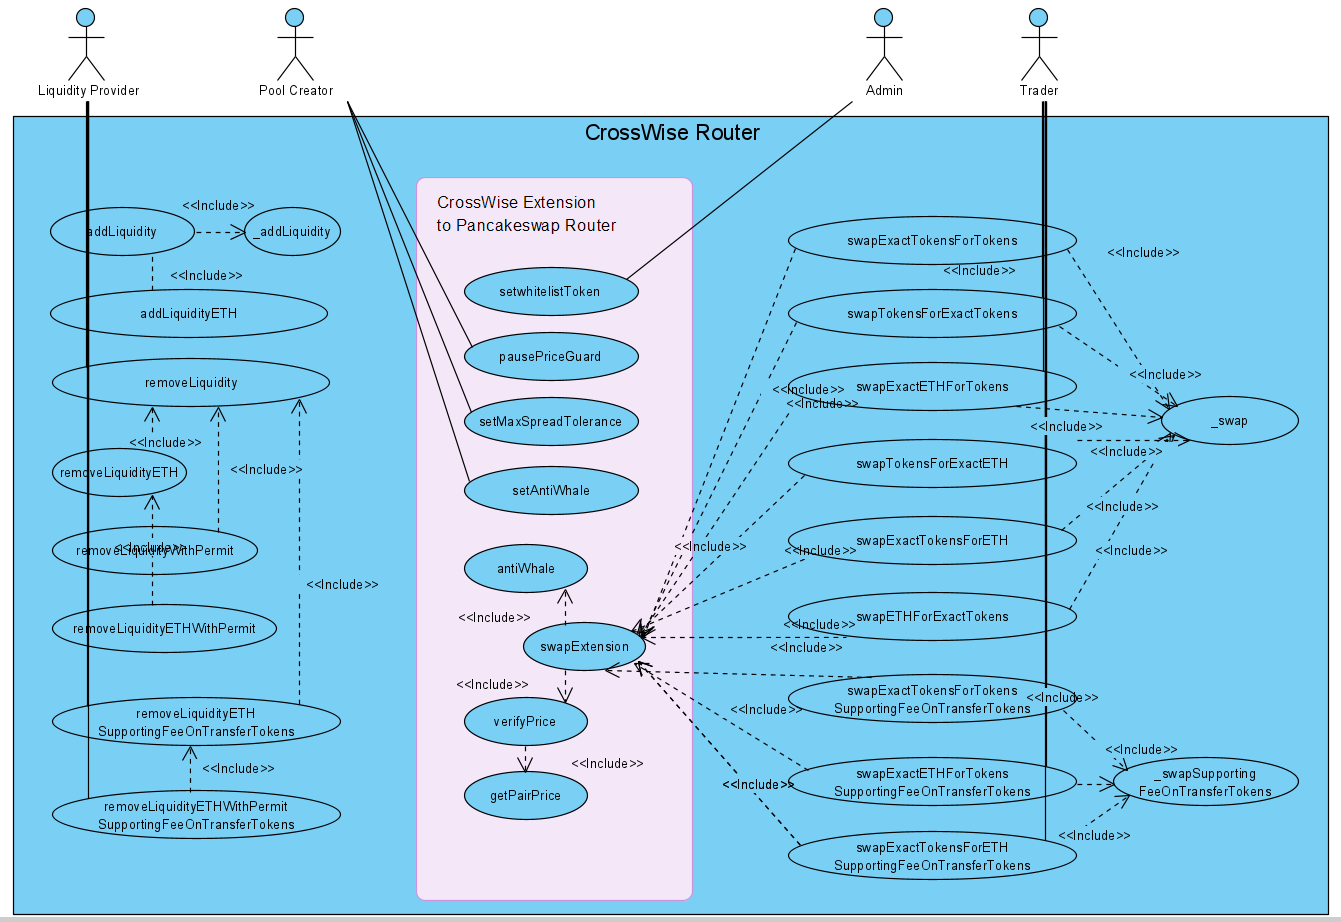 Liquidity Provider
Pool Creator
Admin
Trader
CrossWise Router
CrossWise Extension
to Pancakeswap Router
<<Include>>
addLiquidity
_addLiquidity
<<Include>>
addLiquidityETH
removeLiquidity
<<Include>>
removeLiquidityETH
<<Include>>
removeLiquidityWithPermit
<<Include>>
<<Include>>
removeLiquidityETHWithPermit
removeLiquidityETH
SupportingFeeOnTransferTokens
<<Include>>
removeLiquidityETHWithPermit
SupportingFeeOnTransferTokens
setwhitelistToken
pausePriceGuard
setMaxSpreadTolerance
setAntiWhale
antiWhale
<<Include>>
swapExtension
<<Include>>
verifyPrice
<<Include>>
getPairPrice
swapExactTokensForTokens
<<Include>>
<<Include>>
swapTokensForExactTokens
<<Include>>
swapExactETHForTokens
<<Include>>
<<Include>>
<<Include>>
_swap
<<Include>>
swapTokensForExactETH
<<Include>>
swapExactTokensForETH
<<Include>>
<<Include>>
<<Include>>
swapETHForExactTokens
<<Include>>
<<Include>>
swapExactTokensForTokens
SupportingFeeOnTransferTokens
<<Include>>
<<Include>>
<<Include>>
swapExactETHForTokens
SupportingFeeOnTransferTokens
<<Include>>
_swapSupporting
FeeOnTransferTokens
<<Include>>
swapExactTokensForETH
SupportingFeeOnTransferTokens